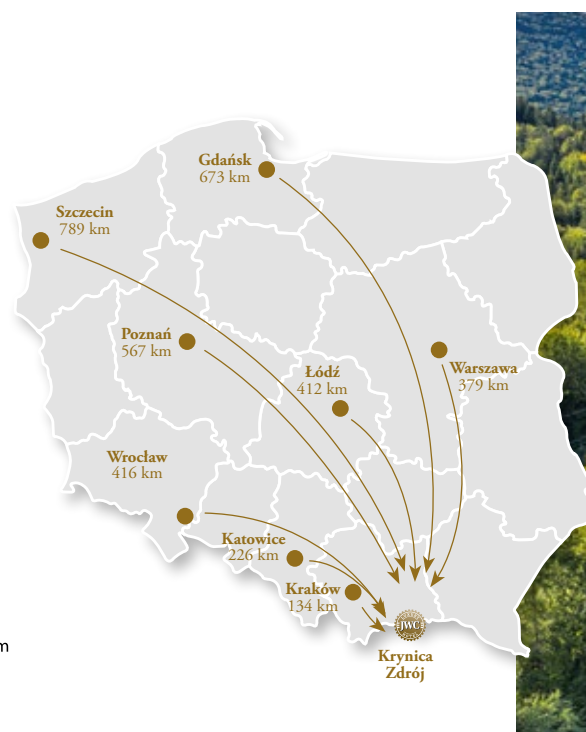 Gdańsk
673 km
Szczecin
789 km
Poznań
567 km
Łódź
412 km
Warszawa
379 km
Wrocław
416 km
Katowice
226 km
Kraków
134 km
JWC
m
Krynica
Zdrój